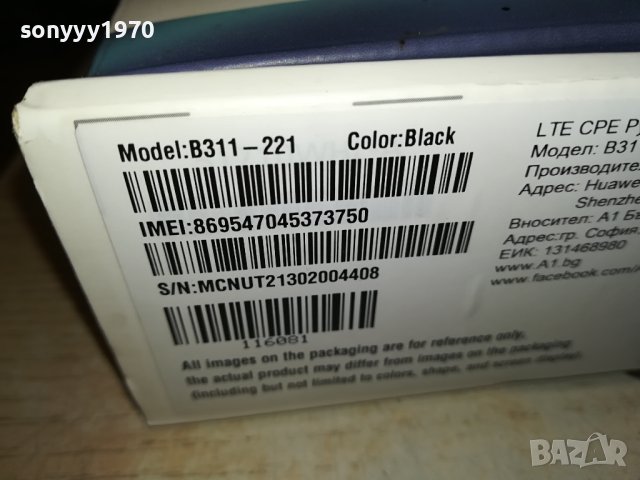 sonyyy1970
Model:B311-221 Color:Black
IMEI:869547045373750
S/N:MCNUT21302004408
116081
All images on the packaging are for reference only,
the actual product may differ from images on the packaging
(including but not limited to colors, shape, and screen display)
LTE CPE Р
Модел: B31
Производител
Адрес: Huawe
Shenzhe
Вносител: А1 Бъ
Адрес:гр. София:
ЕИК: 131468980
www.A1.bg
www.facebook.com/
BAZAR